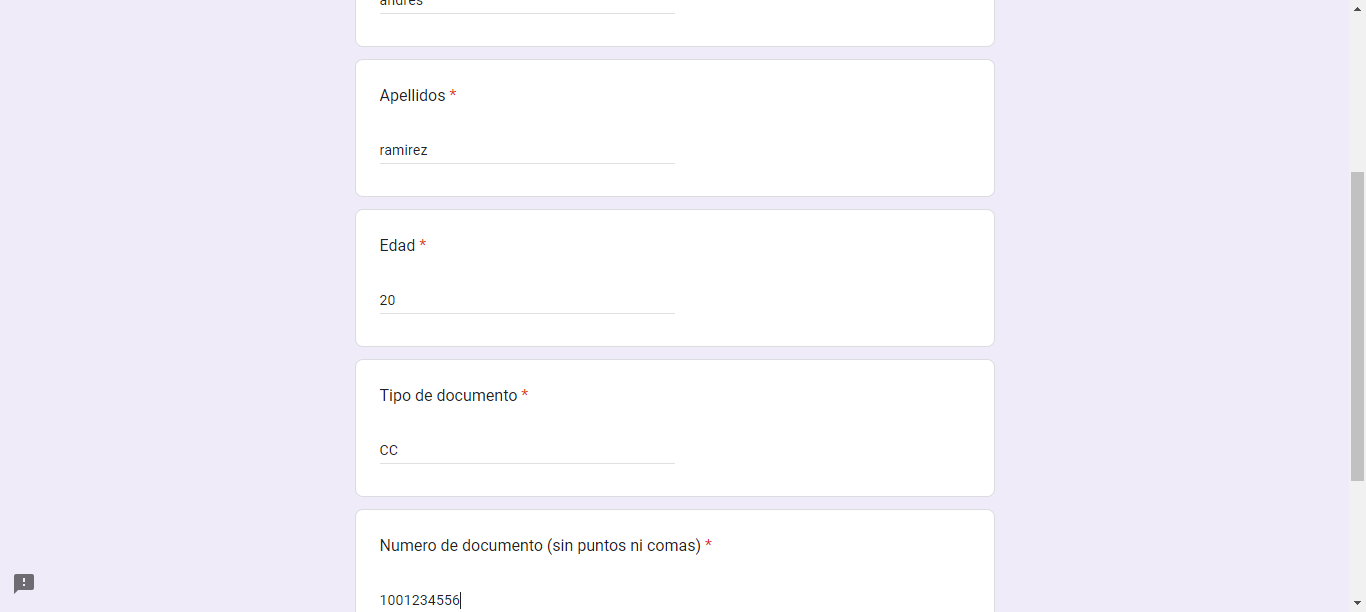 andres
Apellidos *
ramirez
Edad *
20
Tipo de documento *
CC
Numero de documento (sin puntos ni comas) *
1001234556